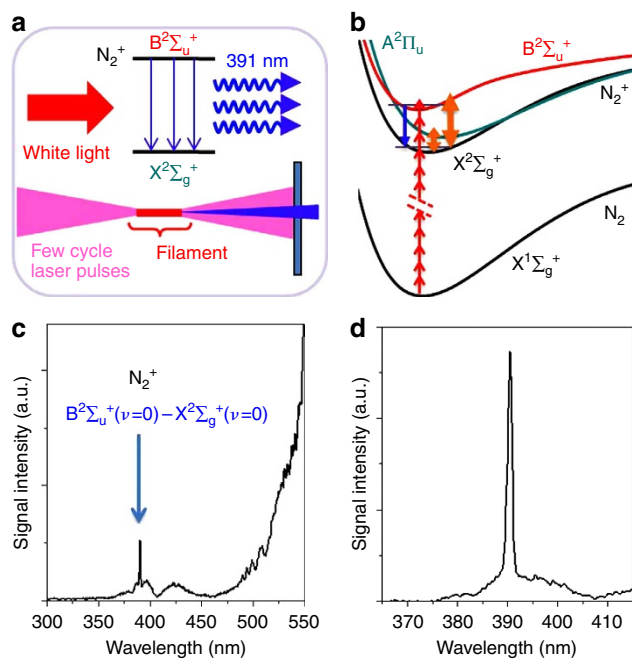 a
N₂⁺
B²Σᵤ⁺
391 nm
White light
X²Σg⁺
Few cycle
laser pulses
Filament
b
A²Πᵤ
B²Σᵤ⁺
N₂⁺
X²Σg⁺
N₂
X¹Σg⁺
c
N₂⁺
B²Σᵤ⁺(ν=0) – X²Σg⁺(ν=0)
Signal intensity (a.u.)
300 350 400 450 500 550
Wavelength (nm)
d
Signal intensity (a.u.)
370 380 390 400 410
Wavelength (nm)